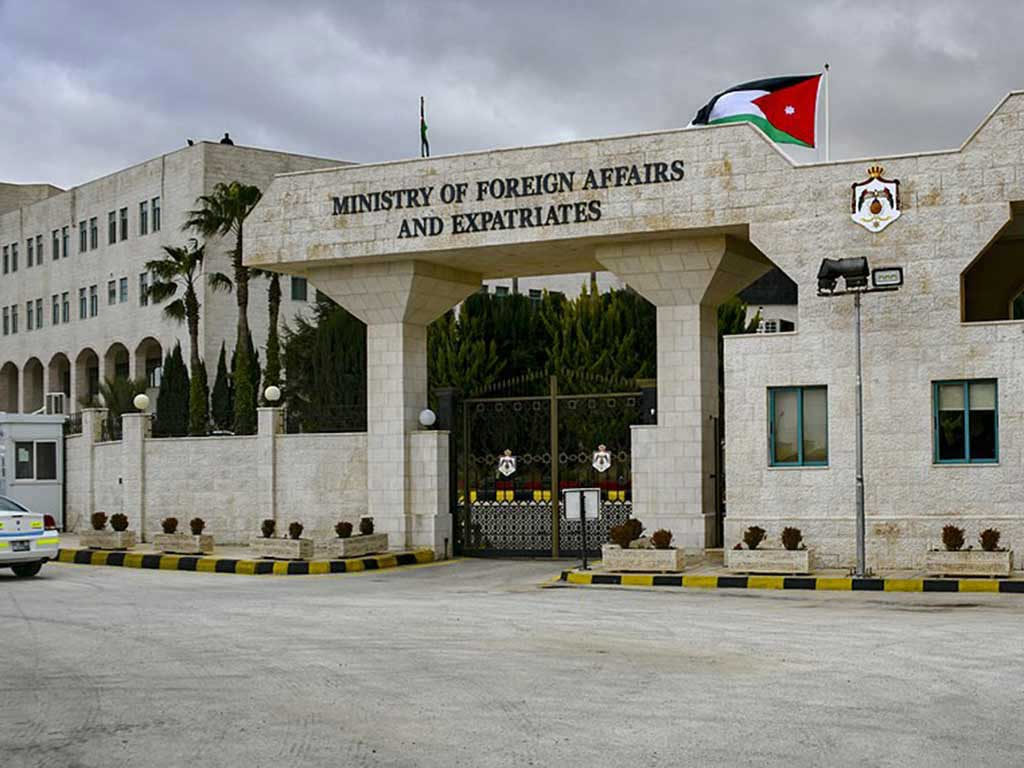 MINISTRY OF FOREIGN AFFAIRS
AND EXPATRIATES